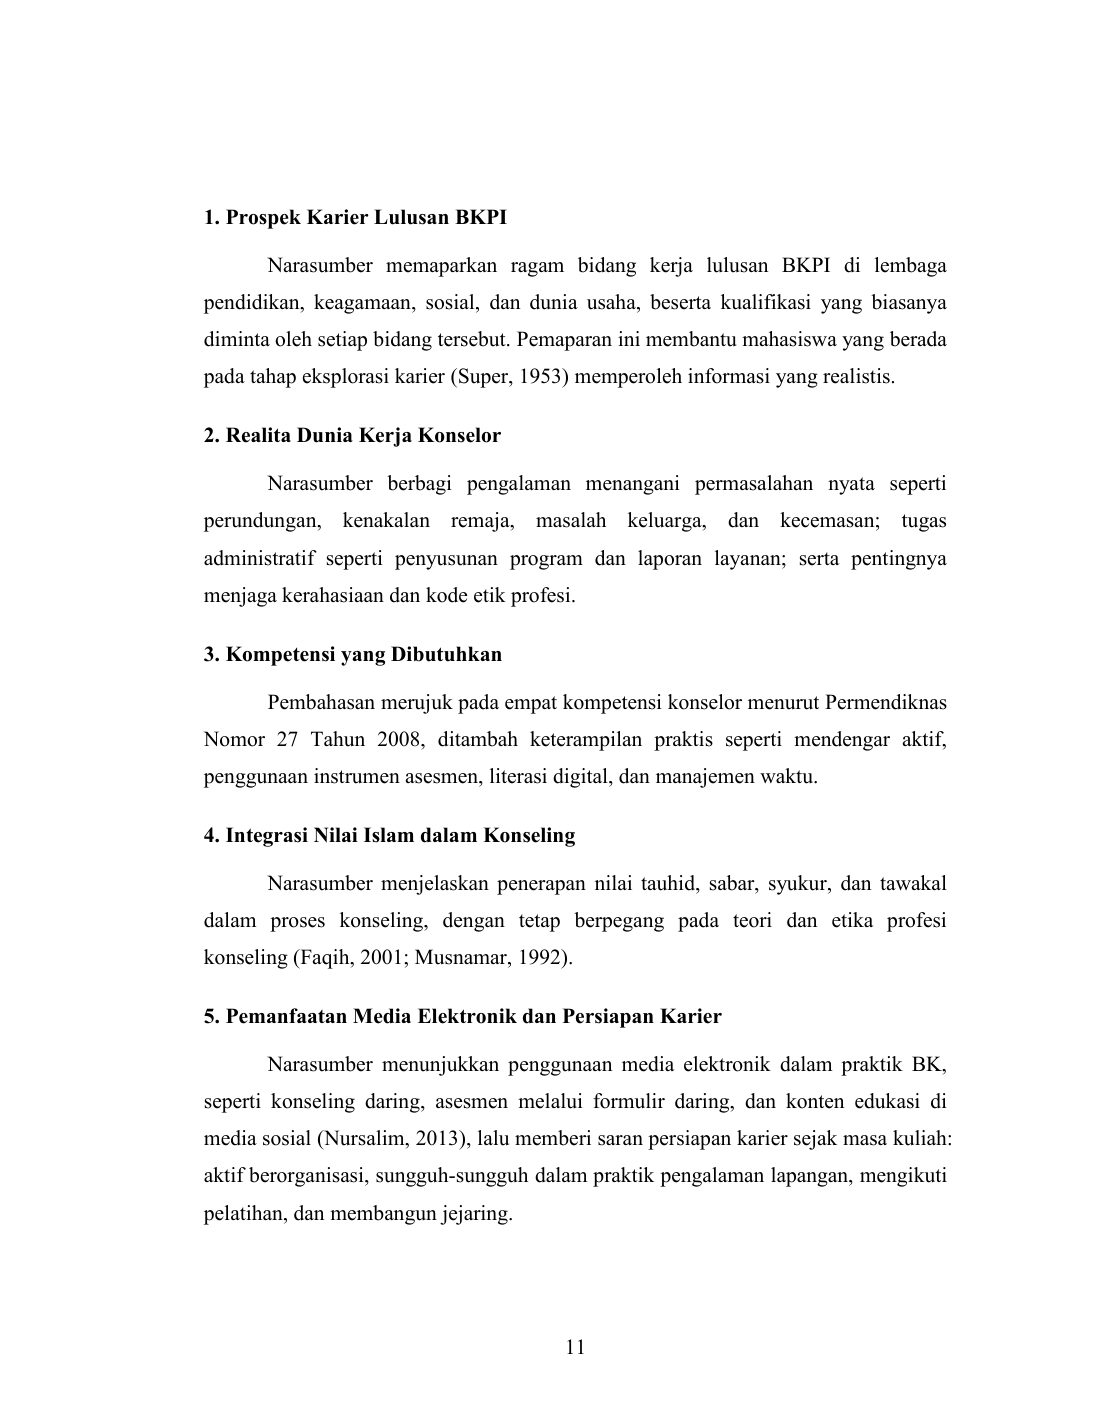 1. Prospek Karier Lulusan BKPI
Narasumber memaparkan ragam bidang kerja lulusan BKPI di lembaga
pendidikan, keagamaan, sosial, dan dunia usaha, beserta kualifikasi yang biasanya
diminta oleh setiap bidang tersebut. Pemaparan ini membantu mahasiswa yang berada
pada tahap eksplorasi karier (Super, 1953) memperoleh informasi yang realistis.
2. Realita Dunia Kerja Konselor
Narasumber berbagi pengalaman menangani permasalahan nyata seperti
perundungan, kenakalan remaja, masalah keluarga, dan kecemasan; tugas
administratif seperti penyusunan program dan laporan layanan; serta pentingnya
menjaga kerahasiaan dan kode etik profesi.
3. Kompetensi yang Dibutuhkan
Pembahasan merujuk pada empat kompetensi konselor menurut Permendiknas
Nomor 27 Tahun 2008, ditambah keterampilan praktis seperti mendengar aktif,
penggunaan instrumen asesmen, literasi digital, dan manajemen waktu.
4. Integrasi Nilai Islam dalam Konseling
Narasumber menjelaskan penerapan nilai tauhid, sabar, syukur, dan tawakal
dalam proses konseling, dengan tetap berpegang pada teori dan etika profesi
konseling (Faqih, 2001; Musnamar, 1992).
5. Pemanfaatan Media Elektronik dan Persiapan Karier
Narasumber menunjukkan penggunaan media elektronik dalam praktik BK,
seperti konseling daring, asesmen melalui formulir daring, dan konten edukasi di
media sosial (Nursalim, 2013), lalu memberi saran persiapan karier sejak masa kuliah:
aktif berorganisasi, sungguh-sungguh dalam praktik pengalaman lapangan, mengikuti
pelatihan, dan membangun jejaring.
11